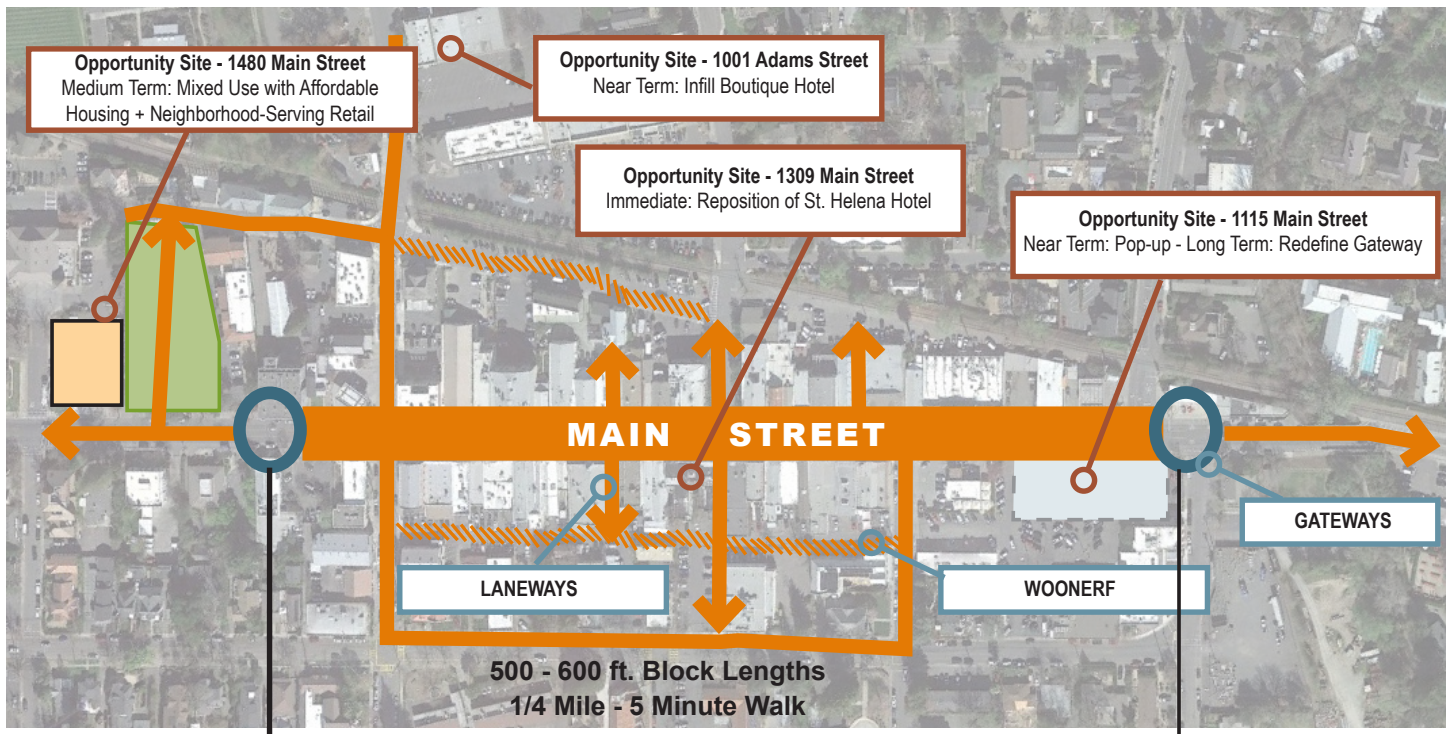 Opportunity Site - 1480 Main Street
Medium Term: Mixed Use with Affordable
Housing + Neighborhood-Serving Retail
Opportunity Site - 1001 Adams Street
Near Term: Infill Boutique Hotel
Opportunity Site - 1309 Main Street
Immediate: Reposition of St. Helena Hotel
Opportunity Site - 1115 Main Street
Near Term: Pop-up - Long Term: Redefine Gateway
MAIN STREET
GATEWAYS
LANEWAYS
WOONERF
500 - 600 ft. Block Lengths
1/4 Mile - 5 Minute Walk